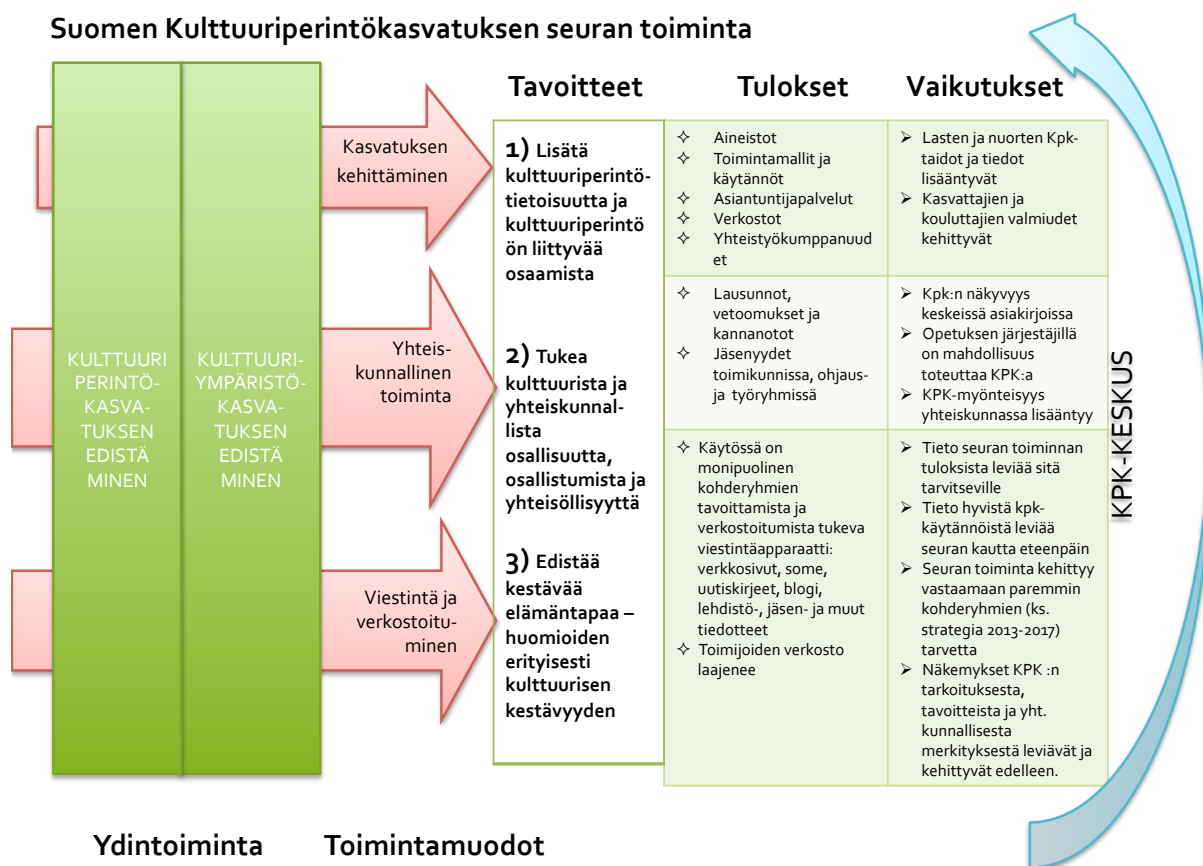 Suomen Kulttuuriperintökasvatuksen seuran toiminta
KULTTUURI
PERINTÖ-
KASVA-
TUKSEN
EDISTÄ
MINEN
KULTTUURI-
YMPÄRISTÖ-
KASVA-
TUKSEN
EDISTÄ
MINEN
Kasvatuksen
kehittäminen
Yhteis-
kunnallinen
toiminta
Viestintä ja
verkostoitu-
minen
Tavoitteet
1) Lisätä
kulttuuriperintö-
tietoisuutta ja
kulttuuriperintö
ön liittyvää
osaamista
2) Tukea
kulttuurista ja
yhteiskunnal-
lista
osallisuutta,
osallistumista ja
yhteisöllisyyttä
3) Edistää
kestävää
elämäntapaa –
huomioiden
erityisesti
kulttuurisen
kestävyyden
Tulokset
✧ Aineistot
✧ Toimintamallit ja
käytännöt
✧ Asiantuntijapalvelut
✧ Verkostot
✧ Yhteistyökumppanuud
et
✧ Lausunnot,
vetoomukset ja
kannanotot
✧ Jäsenyydet
toimikunnissa, ohjaus-
ja työryhmissä
✧ Käytössä on
monipuolinen
kohderyhmien
tavoittamista ja
verkostoitumista tukeva
viestintäapparaatti:
verkkosivut, some,
uutiskirjeet, blogi,
lehdistö-, jäsen- ja muut
tiedotteet
✧ Toimijoiden verkosto
laajenee
Vaikutukset
➢ Lasten ja nuorten Kpk-
taidot ja tiedot
lisääntyvät
➢ Kasvattajien ja
kouluttajien valmiudet
kehittyvät
➢ Kpk:n näkyvyys
keskeissä asiakirjoissa
➢ Opetuksen järjestäjillä
on mahdollisuus
toteuttaa KPK:a
➢ KPK-myönteisyys
yhteiskunnassa lisääntyy
➢ Tieto seuran toiminnan
tuloksista leviää sitä
tarvitseville
➢ Tieto hyvistä kpk-
käytännöistä leviää
seuran kautta eteenpäin
➢ Seuran toiminta kehittyy
vastaamaan paremmin
kohderyhmien (ks.
strategia 2013-2017)
tarvetta
➢ Näkemykset KPK :n
tarkoituksesta,
tavoitteista ja yht.
kunnallisesta
merkityksestä leviävät ja
kehittyvät edelleen.
KPK-KESKUS
Ydintoiminta
Toimintamuodot